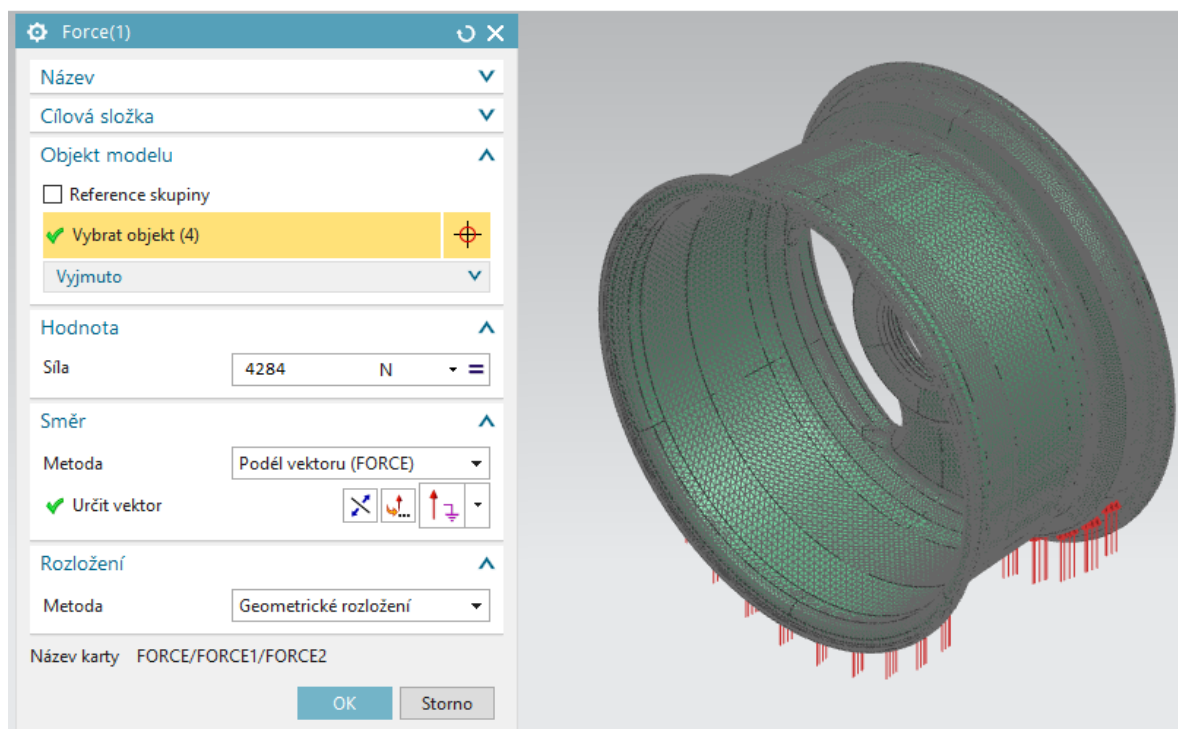 Force(1)
Název
Cílová složka
Objekt modelu
Reference skupiny
Vybrat objekt (4)
Vyjmuto
Hodnota
Síla 4284 N
Směr
Metoda Podél vektoru (FORCE)
Určit vektor
Rozložení
Metoda Geometrické rozložení
Název karty FORCE/FORCE1/FORCE2
OK Storno